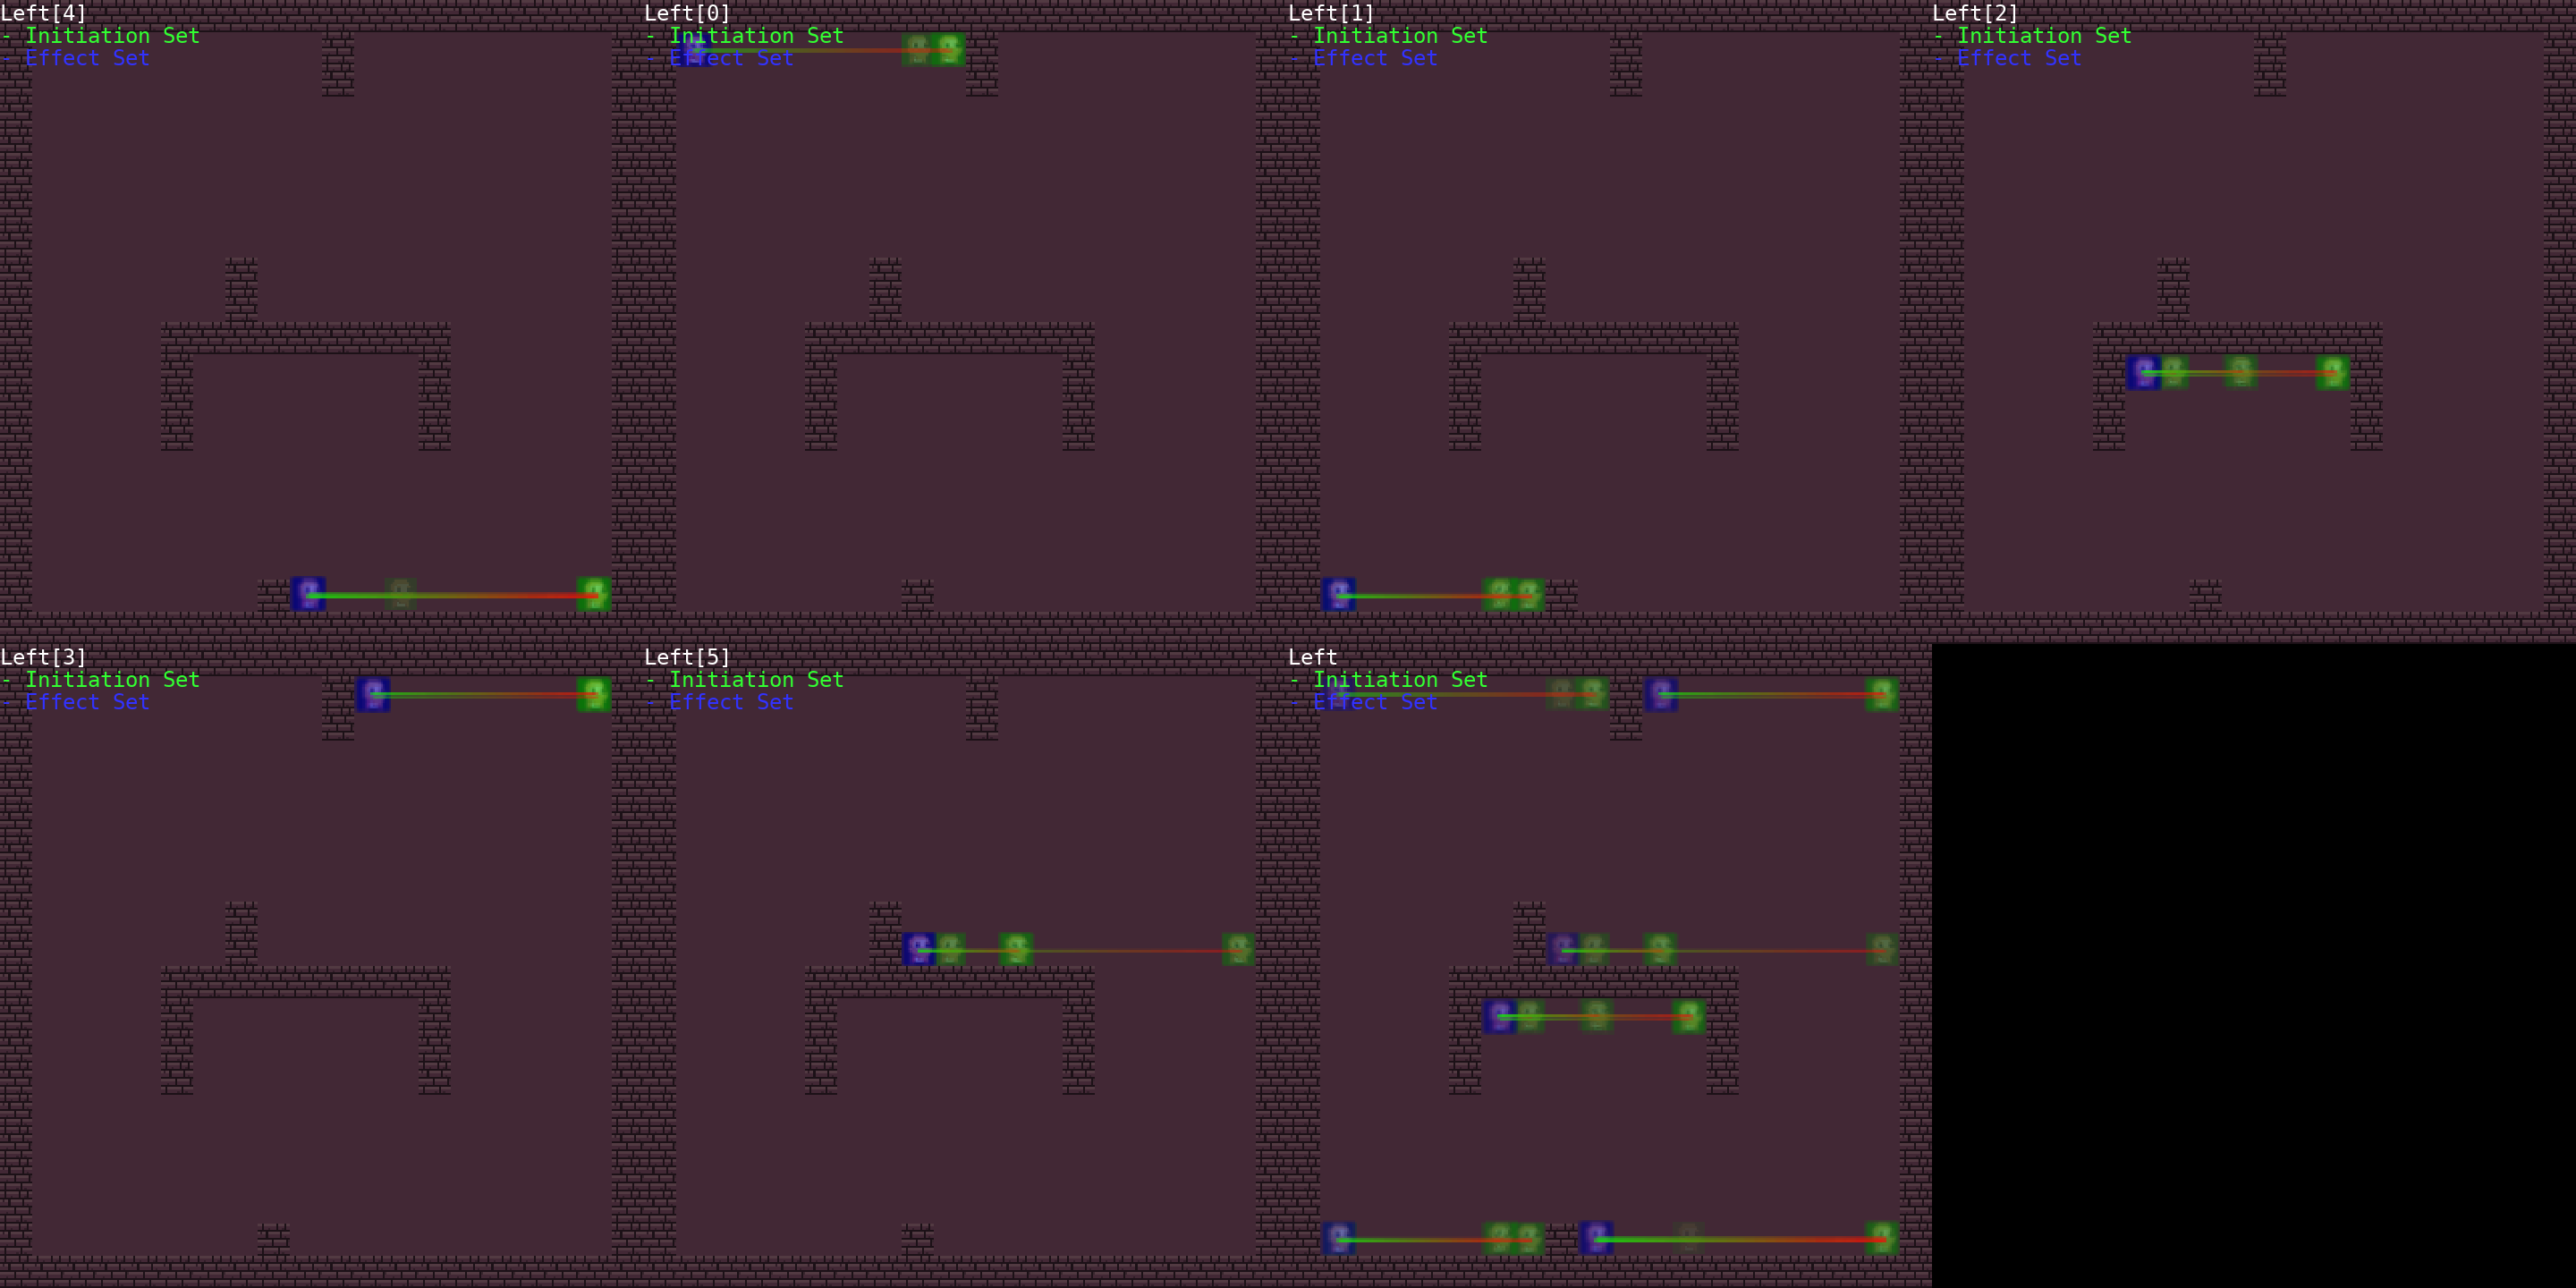 Left[4]
- Initiation Set
- Effect Set
Left[0]
- Initiation Set
- Effect Set
Left[1]
- Initiation Set
- Effect Set
Left[2]
- Initiation Set
- Effect Set
Left[3]
- Initiation Set
- Effect Set
Left[5]
- Initiation Set
- Effect Set
Left
- Initiation Set
- Effect Set